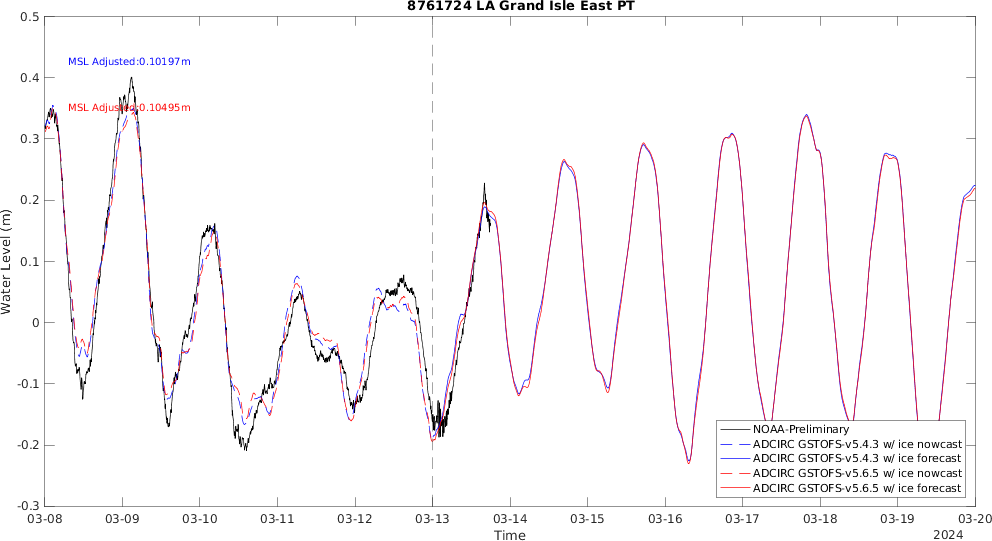 8761724 LA Grand Isle East PT
MSL Adjusted:0.10197m
MSL Adjusted:0.10495m
Water Level (m)
0.5
0.4
0.3
0.2
0.1
0
-0.1
-0.2
-0.3
NOAA-Preliminary
ADCIRC GSTOFS-v5.4.3 w/ ice nowcast
ADCIRC GSTOFS-v5.4.3 w/ ice forecast
ADCIRC GSTOFS-v5.6.5 w/ ice nowcast
ADCIRC GSTOFS-v5.6.5 w/ ice forecast
03-08 03-09 03-10 03-11 03-12 03-13 03-14 03-15 03-16 03-17 03-18 03-19 03-20
Time
2024